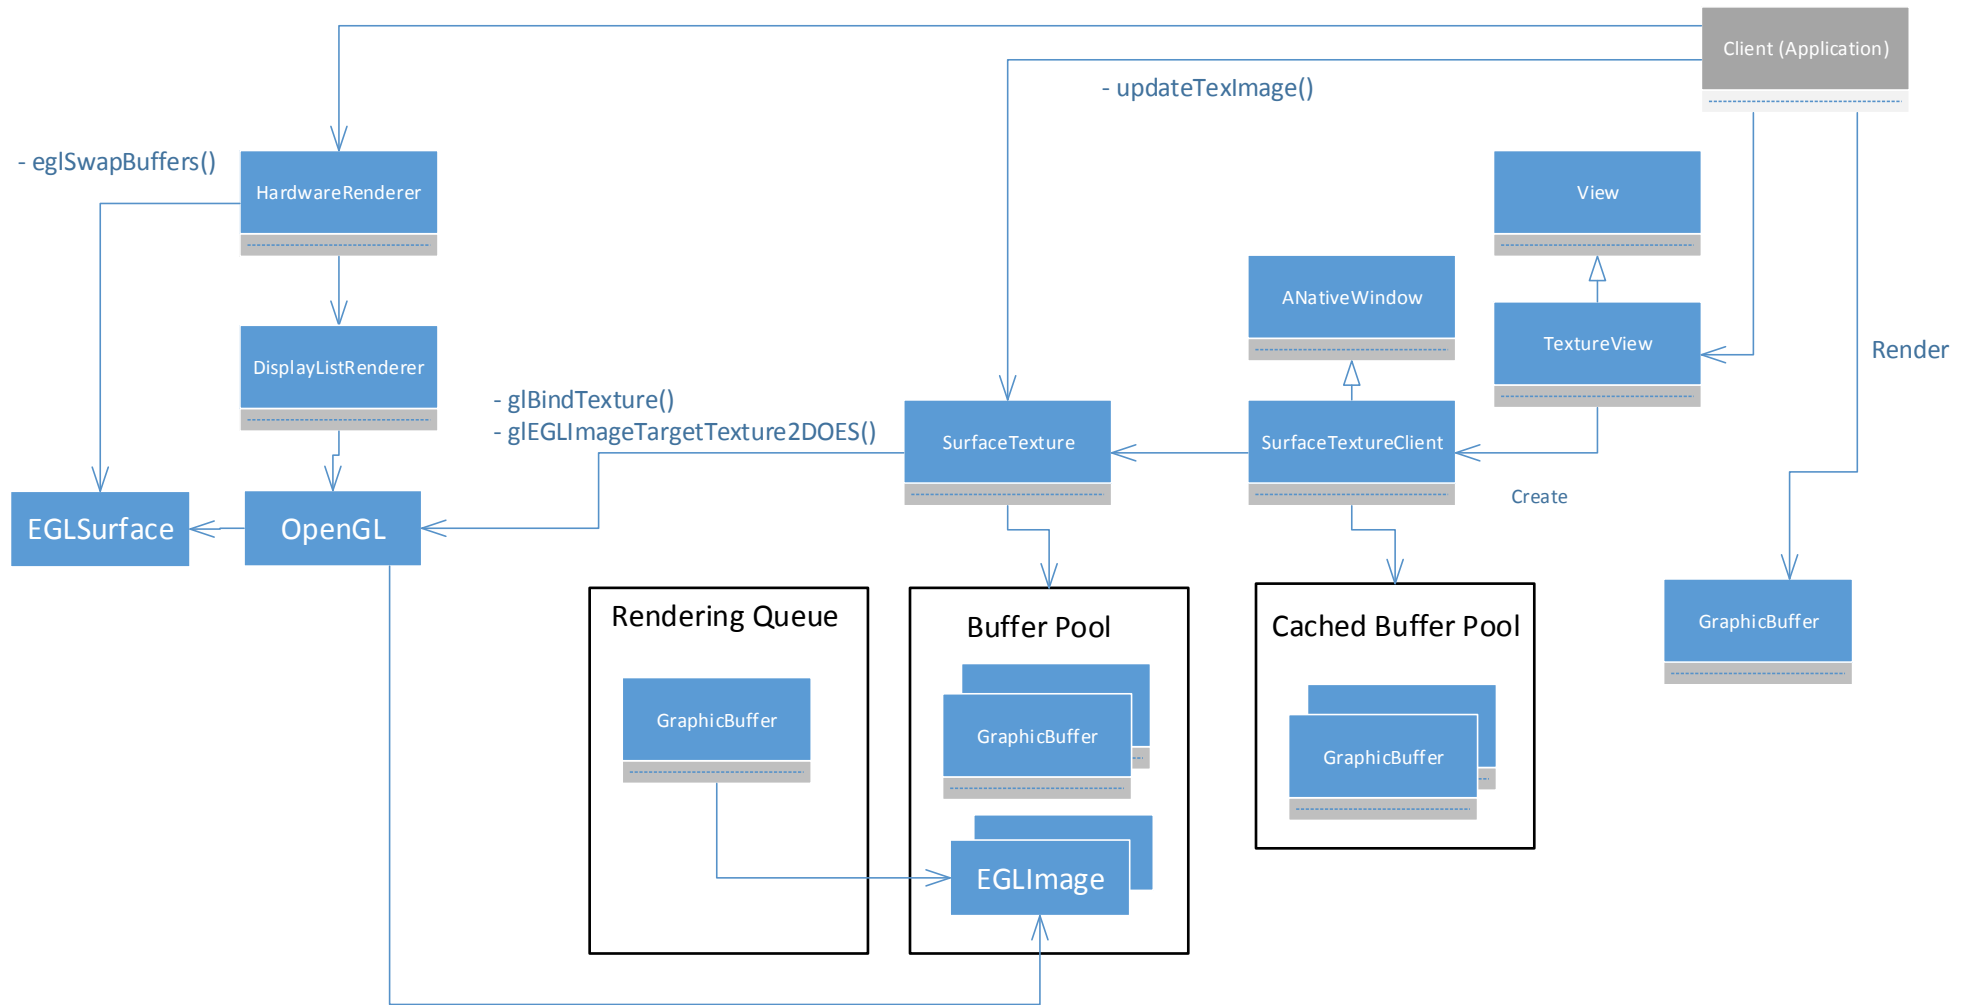 Client (Application)
- updateTexImage()
- eglSwapBuffers()
HardwareRenderer
View
ANativeWindow
TextureView
Render
DisplayListRenderer
- glBindTexture()
- glEGLImageTargetTexture2DOES()
SurfaceTexture
SurfaceTextureClient
Create
EGLSurface
OpenGL
Rendering Queue
Buffer Pool
Cached Buffer Pool
GraphicBuffer
GraphicBuffer
GraphicBuffer
GraphicBuffer
EGLImage